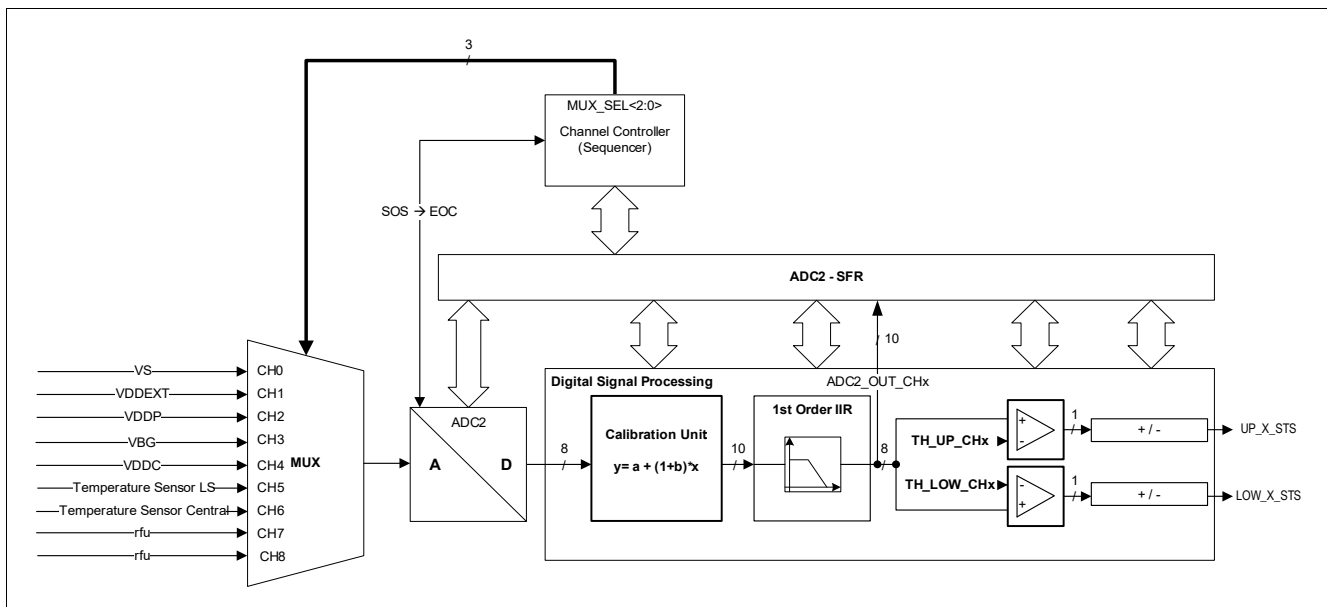 3
MUX_SEL<2:0>
Channel Controller
(Sequencer)
SOS → EOC
ADC2 - SFR
10
VS
CH0
VDDEXT
CH1
VDDP
CH2
VBG
CH3
VDDC
CH4
MUX
Temperature Sensor LS
CH5
Temperature Sensor Central
CH6
rfu
CH7
rfu
CH8
ADC2
A
D
8
Digital Signal Processing
ADC2_OUT_CHx
Calibration Unit
y= a + (1+b)*x
10
1st Order IIR
8
TH_UP_CHx
+
-
1
+ / -
UP_X_STS
TH_LOW_CHx
-
+
1
+ / -
LOW_X_STS